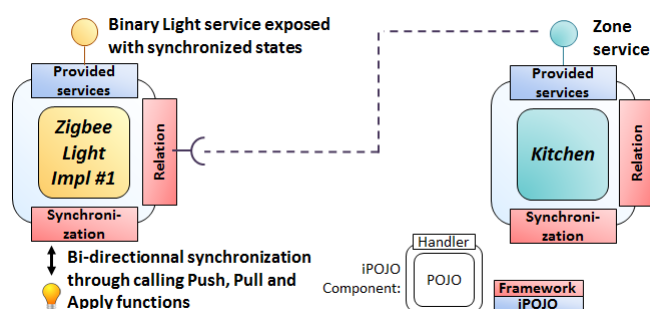 Binary Light service exposed
with synchronized states
Zone
service
Provided
services
Zigbee
Light
Impl #1
Relation
Synchroni-
zation
Provided
services
Kitchen
Relation
Synchroni-
zation
Bi-directionnal synchronization
through calling Push, Pull and
Apply functions
iPOJO
Component:
Handler
POJO
Framework
iPOJO